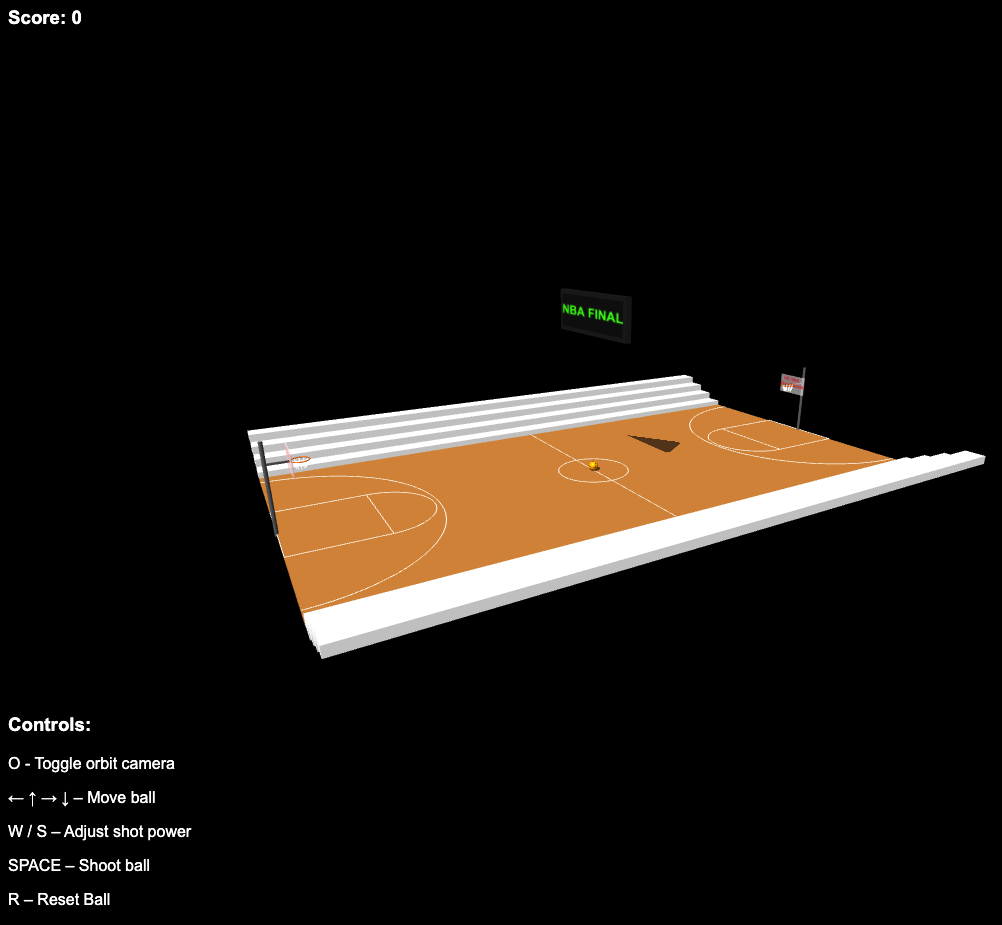 Score: 0
NBA FINAL
Controls:
O - Toggle orbit camera
← ↑ → ↓ – Move ball
W / S – Adjust shot power
SPACE – Shoot ball
R – Reset Ball